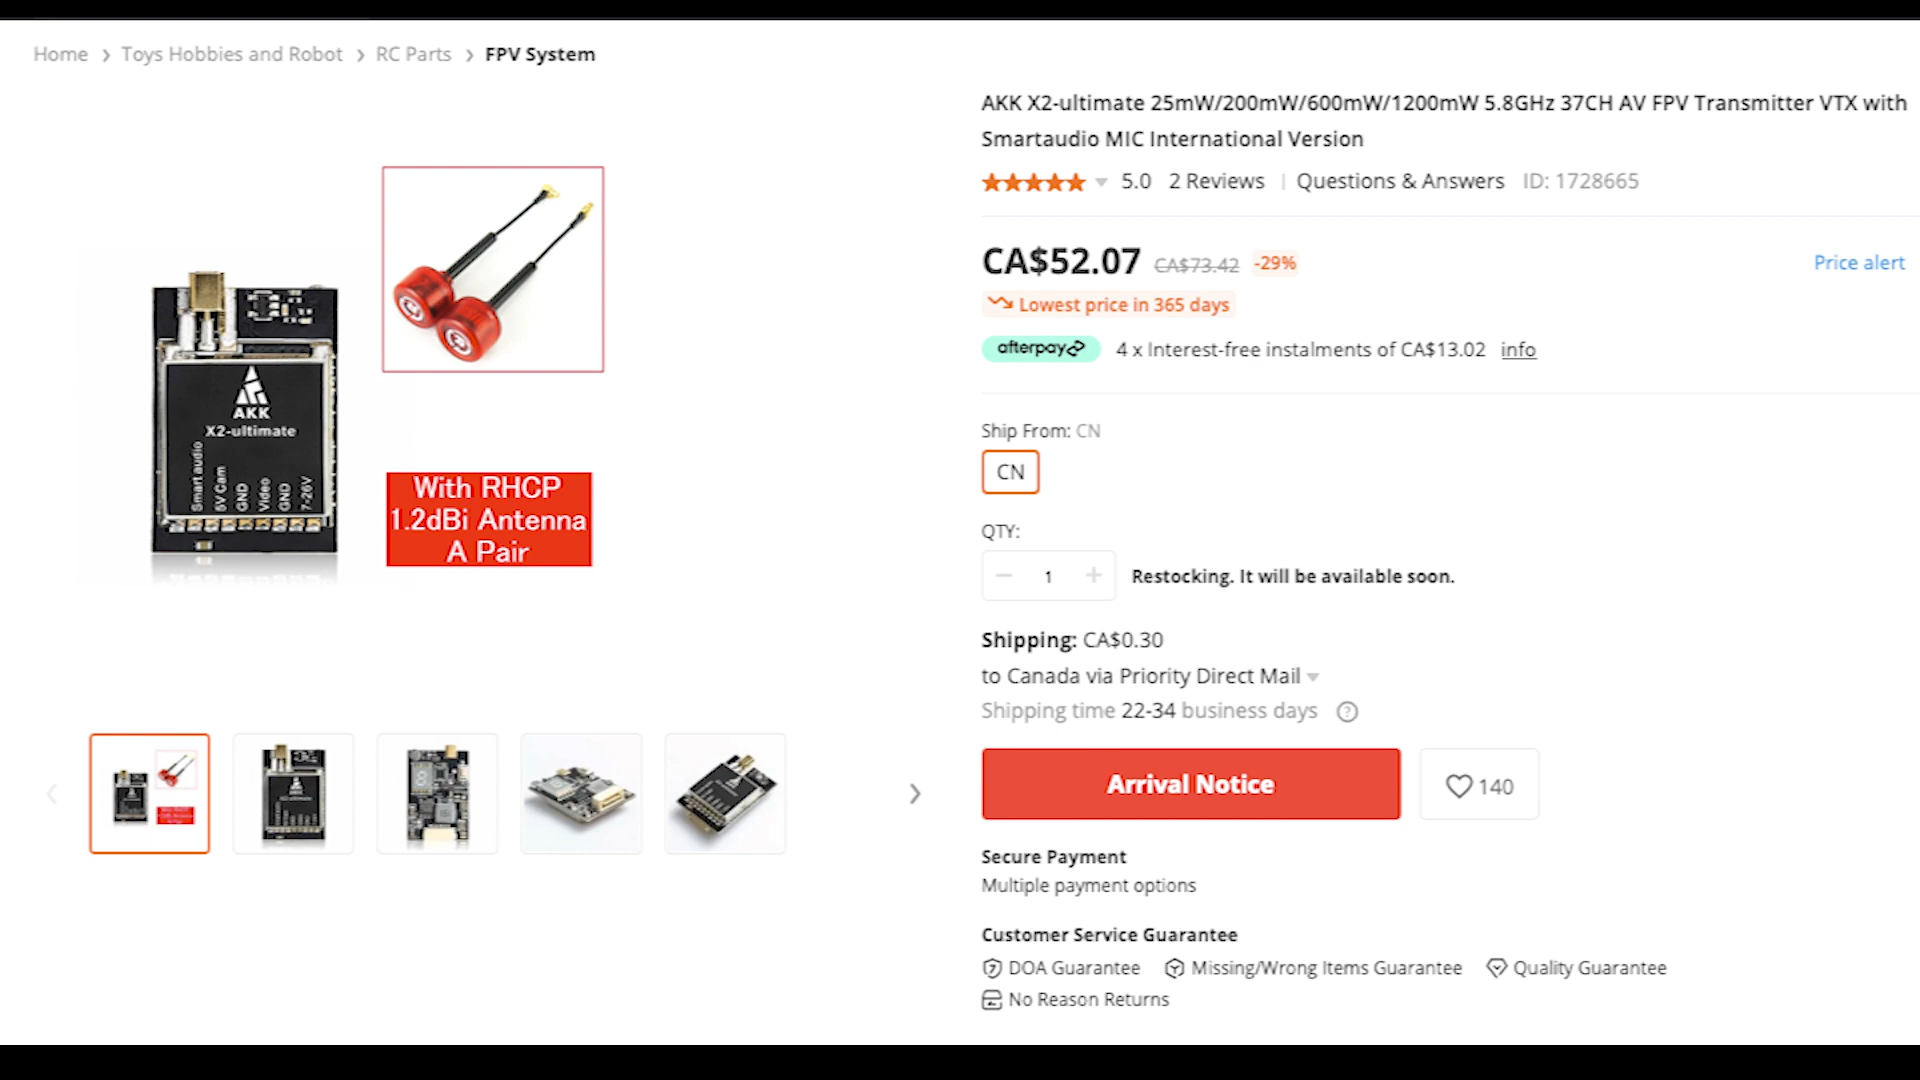 Home > Toys Hobbies and Robot > RC Parts > FPV System
AKK X2-ultimate 25mW/200mW/600mW/1200mW 5.8GHz 37CH AV FPV Transmitter VTX with
Smartaudio MIC International Version
5.0 2 Reviews | Questions & Answers ID: 1728665
CA$52.07 CA$73.42 -29%
Price alert
Lowest price in 365 days
afterpay 4 x Interest-free instalments of CA$13.02 info
Ship From: CN
CN
QTY:
− 1 + Restocking. It will be available soon.
Shipping: CA$0.30
to Canada via Priority Direct Mail
Shipping time 22-34 business days ?
Arrival Notice
140
Secure Payment
Multiple payment options
Customer Service Guarantee
DOA Guarantee Missing/Wrong Items Guarantee Quality Guarantee
No Reason Returns
AKK
X2-ultimate
Smart audio
5V Cam
GND
Video
GND
7-26V
With RHCP
1.2dBi Antenna
A Pair